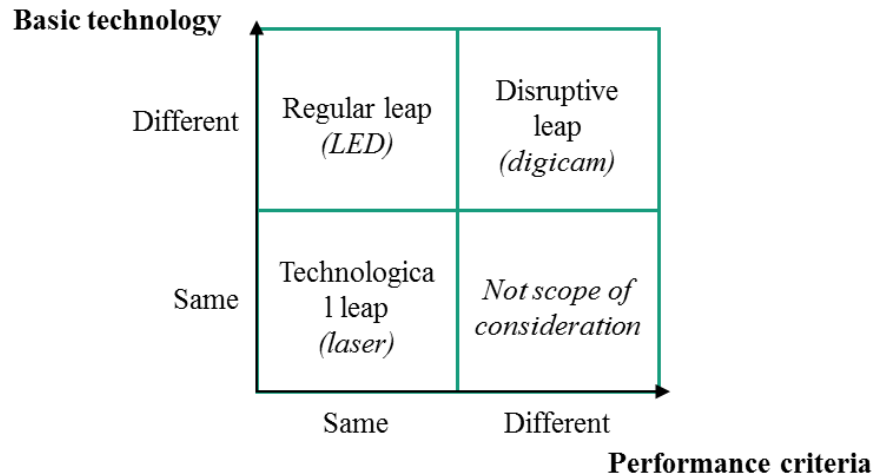 Basic technology
Different
Regular leap
(LED)
Disruptive
leap
(digicam)
Same
Technologica
l leap
(laser)
Not scope of
consideration
Same
Different
Performance criteria